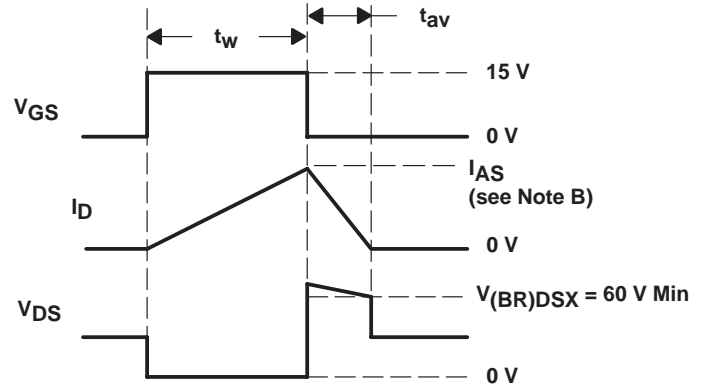 tw
tav
15 V
VGS
0 V
IAS
(see Note B)
ID
0 V
V(BR)DSX = 60 V Min
VDS
0 V